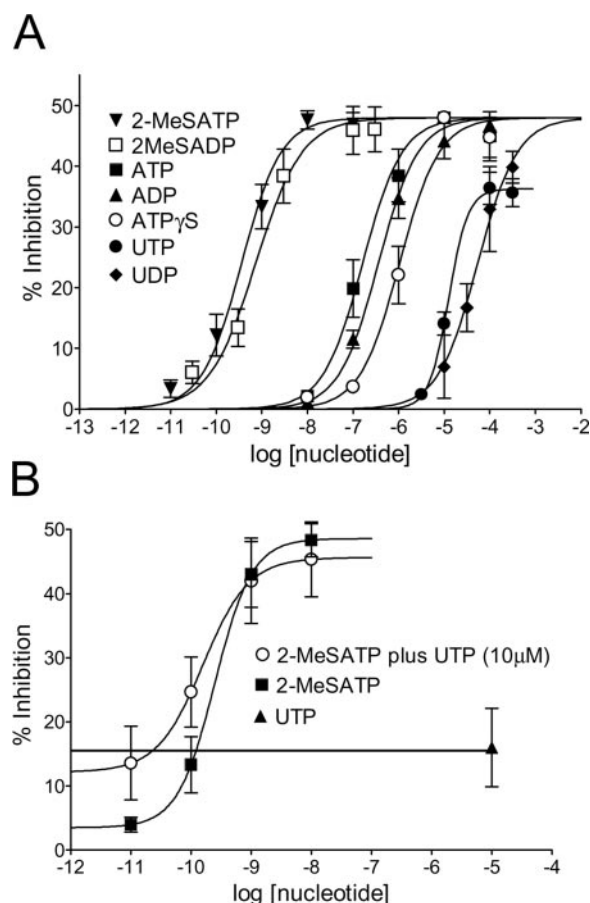 A
% Inhibition
50
40
30
20
10
0
2-MeSATP
2MeSADP
ATP
ADP
ATPγS
UTP
UDP
-13 -12 -11 -10 -9 -8 -7 -6 -5 -4 -3 -2
log [nucleotide]
B
% Inhibition
50
40
30
20
10
0
2-MeSATP plus UTP (10µM)
2-MeSATP
UTP
-12 -11 -10 -9 -8 -7 -6 -5 -4
log [nucleotide]